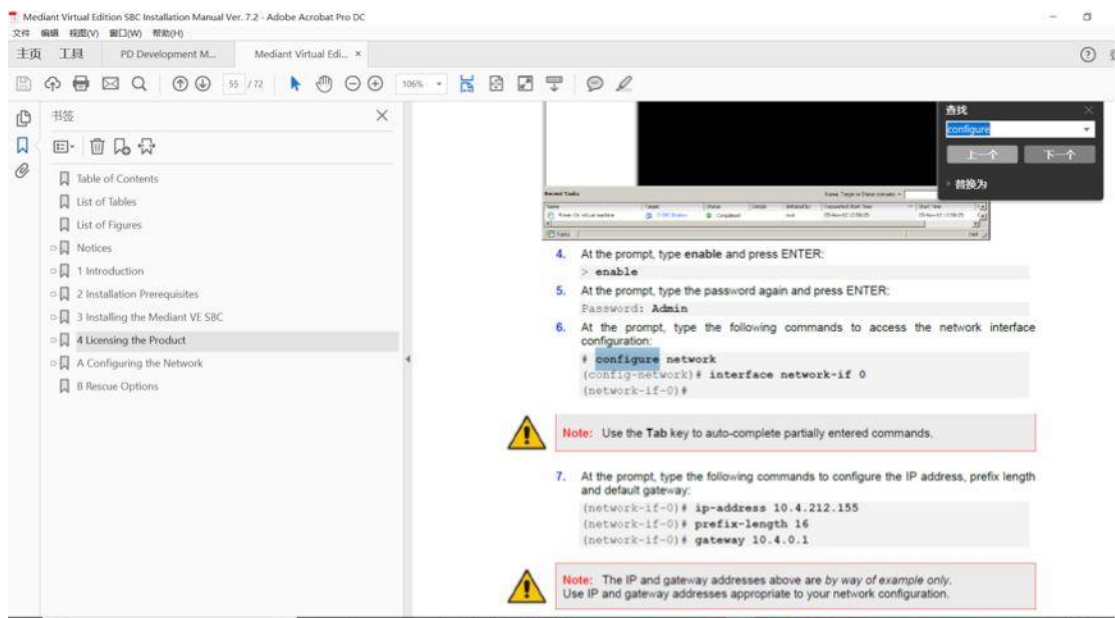 Mediant Virtual Edition SBC Installation Manual Ver. 7.2 - Adobe Acrobat Pro DC
文件 编辑 视图(V) 窗口(W) 帮助(H)
主页 工具 PD Development M... Mediant Virtual Edi... ×
55 / 72 106%
书签
Table of Contents
List of Tables
List of Figures
Notices
1 Introduction
2 Installation Prerequisites
3 Installing the Mediant VE SBC
4 Licensing the Product
A Configuring the Network
B Rescue Options
查找
configure
上一个 下一个
替换为
Recent Tasks
4. At the prompt, type enable and press ENTER:
> enable
5. At the prompt, type the password again and press ENTER:
Password: Admin
6. At the prompt, type the following commands to access the network interface
configuration:
# configure network
(config-network)# interface network-if 0
(network-if-0)#
Note: Use the Tab key to auto-complete partially entered commands.
7. At the prompt, type the following commands to configure the IP address, prefix length
and default gateway:
(network-if-0)# ip-address 10.4.212.155
(network-if-0)# prefix-length 16
(network-if-0)# gateway 10.4.0.1
Note: The IP and gateway addresses above are by way of example only.
Use IP and gateway addresses appropriate to your network configuration.